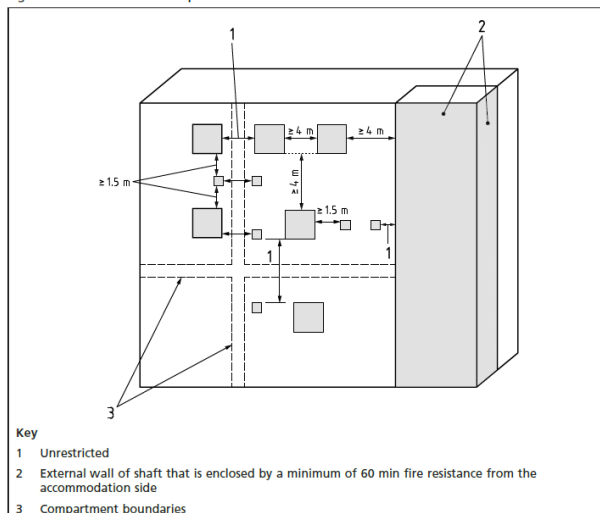 1
2
≥ 4 m
≥ 4 m
≥ 1.5 m
≥ 4 m
≥ 1.5 m
1
1
3
Key
1 Unrestricted
2 External wall of shaft that is enclosed by a minimum of 60 min fire resistance from the
accommodation side
3 Compartment boundaries